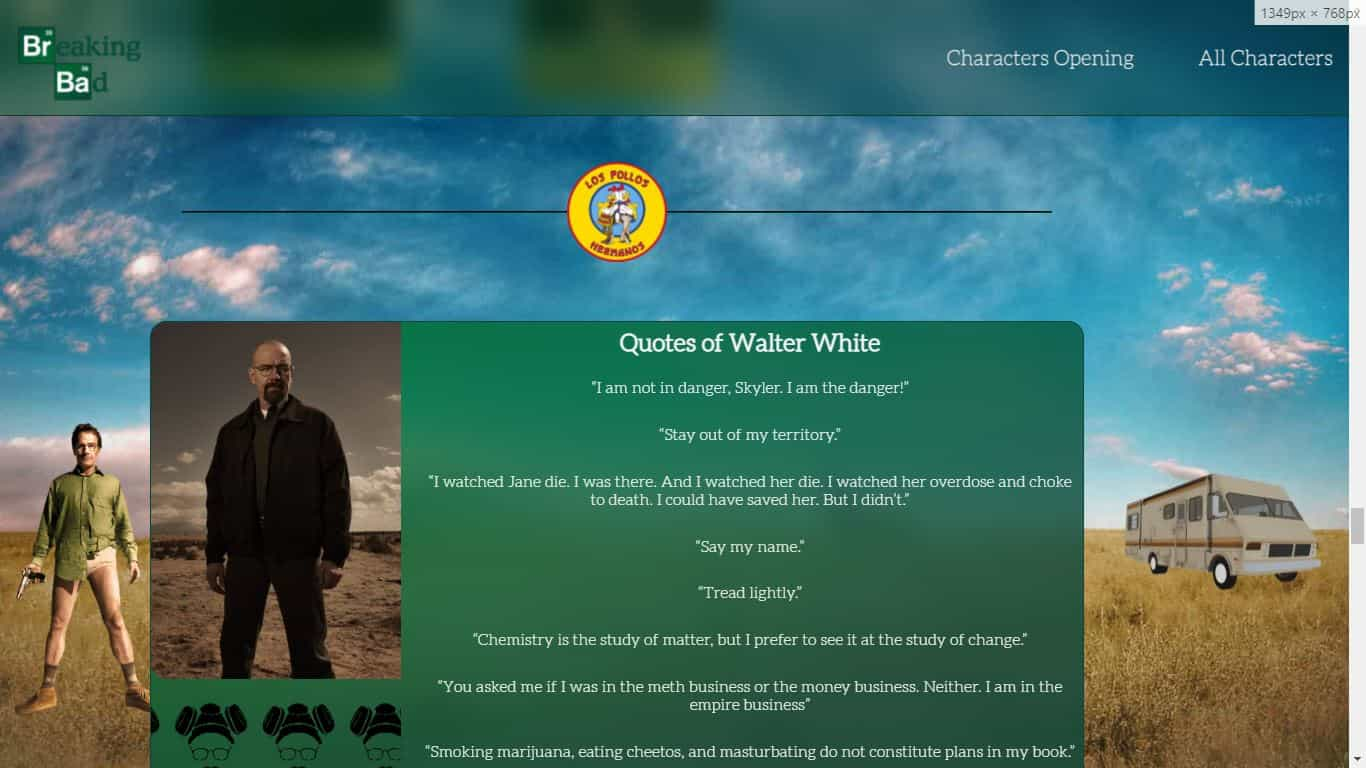 1349px × 768px
Breaking
Bad
Characters Opening
All Characters
LOS POLLOS
HERMANOS
Quotes of Walter White
“I am not in danger, Skyler. I am the danger!”
“Stay out of my territory.”
“I watched Jane die. I was there. And I watched her die. I watched her overdose and choke
to death. I could have saved her. But I didn’t.”
“Say my name.”
“Tread lightly.”
“Chemistry is the study of matter, but I prefer to see it at the study of change.”
“You asked me if I was in the meth business or the money business. Neither. I am in the
empire business”
“Smoking marijuana, eating cheetos, and masturbating do not constitute plans in my book.”